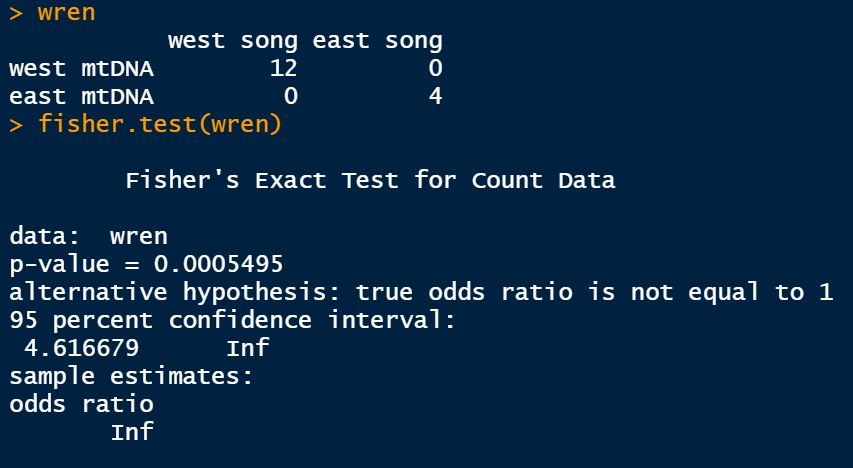 > wren
west song east song
west mtDNA 12 0
east mtDNA 0 4
> fisher.test(wren)
Fisher's Exact Test for Count Data
data: wren
p-value = 0.0005495
alternative hypothesis: true odds ratio is not equal to 1
95 percent confidence interval:
4.616679 Inf
sample estimates:
odds ratio
Inf